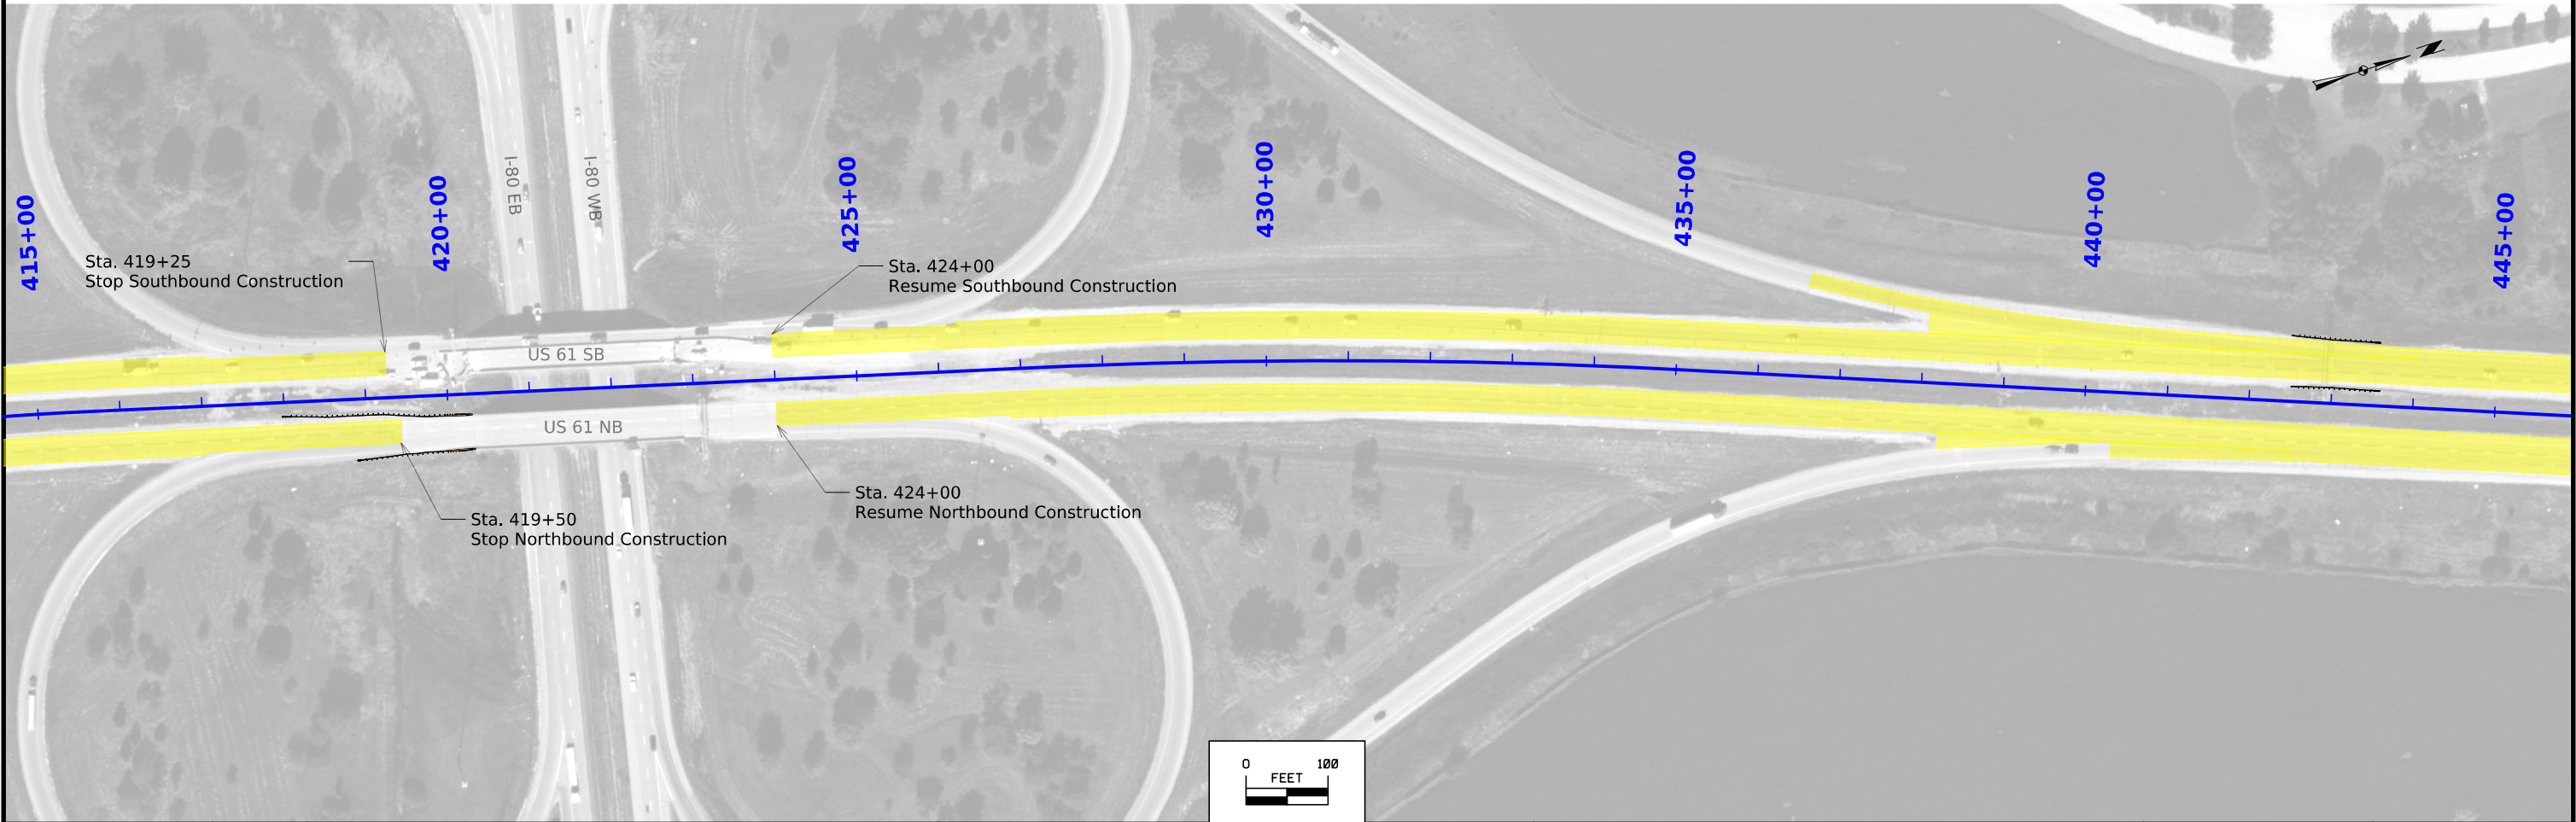 415+00
420+00
425+00
430+00
435+00
440+00
445+00
I-80 EB
I-80 WB
Sta. 419+25
Stop Southbound Construction
Sta. 424+00
Resume Southbound Construction
US 61 SB
US 61 NB
Sta. 419+50
Stop Northbound Construction
Sta. 424+00
Resume Northbound Construction
0 100
FEET